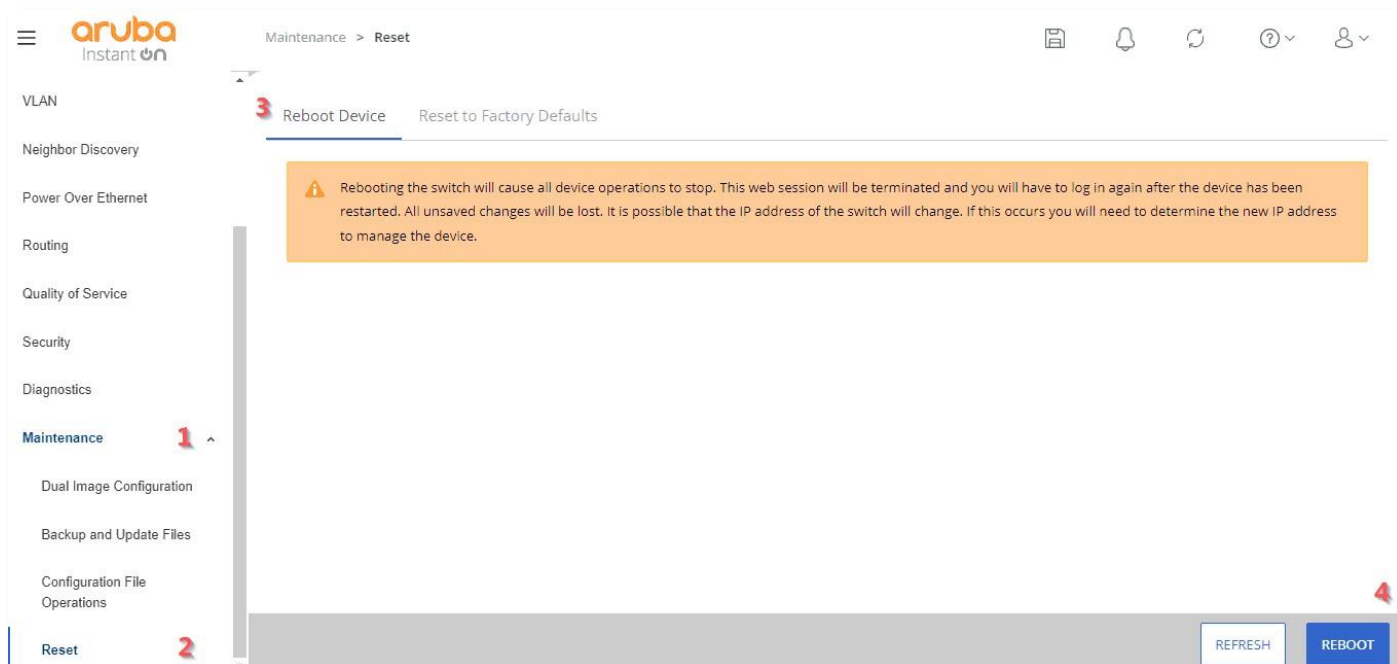 aruba
Instant on
Maintenance > Reset
VLAN
Neighbor Discovery
Power Over Ethernet
Routing
Quality of Service
Security
Diagnostics
Maintenance 1
Dual Image Configuration
Backup and Update Files
Configuration File
Operations
Reset 2
3 Reboot Device Reset to Factory Defaults
Rebooting the switch will cause all device operations to stop. This web session will be terminated and you will have to log in again after the device has been
restarted. All unsaved changes will be lost. It is possible that the IP address of the switch will change. If this occurs you will need to determine the new IP address
to manage the device.
4
REFRESH REBOOT